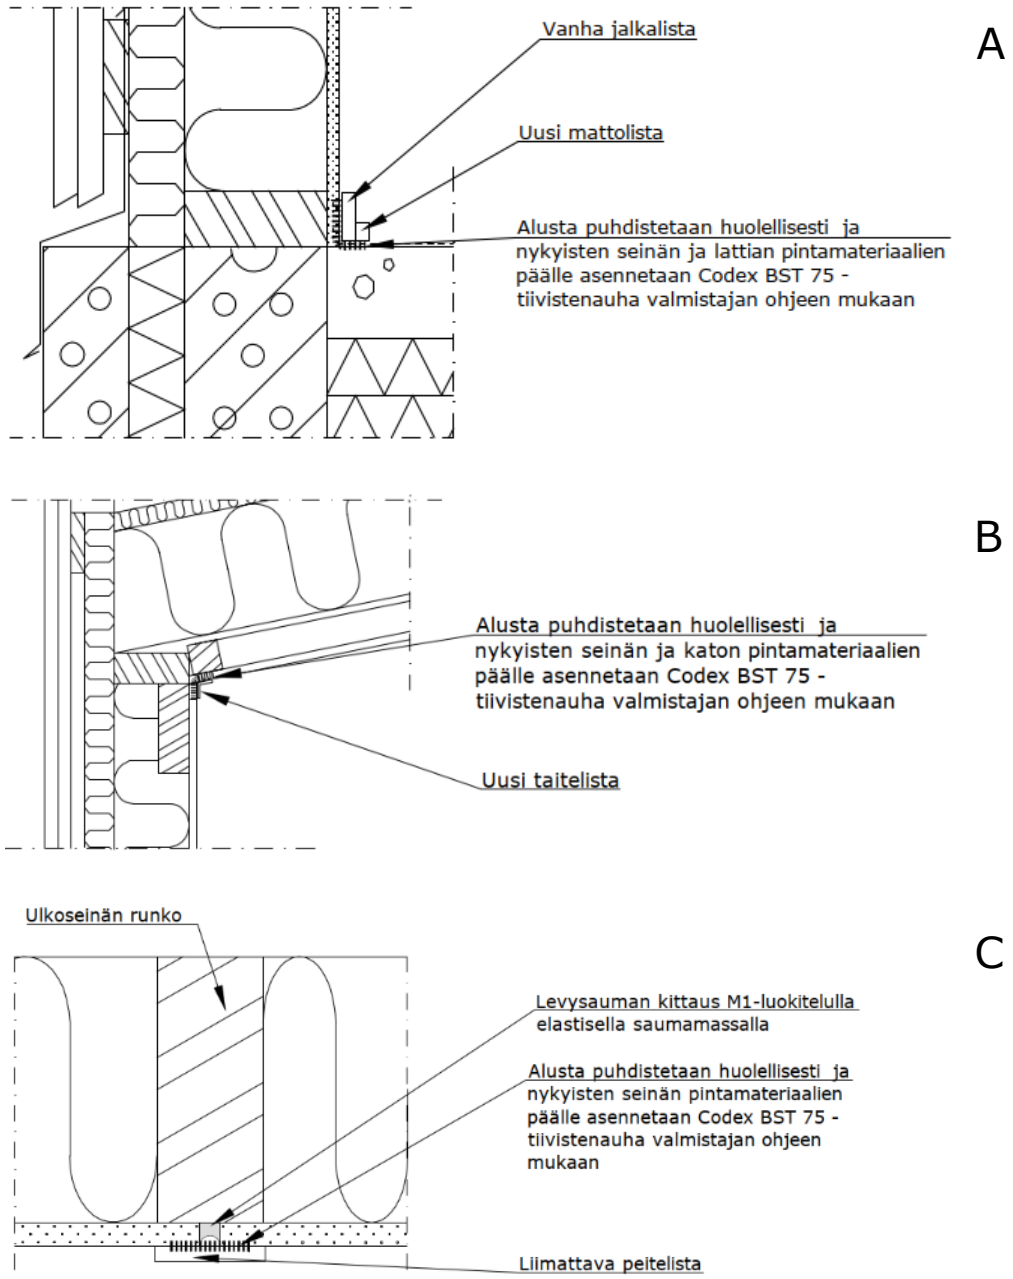 Vanha jalkalista
A
Uusi mattolista
Alusta puhdistetaan huolellisesti ja
nykyisten seinän ja lattian pintamateriaalien
päälle asennetaan Codex BST 75 -
tiivistenauha valmistajan ohjeen mukaan
B
Alusta puhdistetaan huolellisesti ja
nykyisten seinän ja katon pintamateriaalien
päälle asennetaan Codex BST 75 -
tiivistenauha valmistajan ohjeen mukaan
Uusi taitelista
Ulkoseinän runko
C
Levysauman kittaus M1-luokitelulla
elastisella saumamassalla
Alusta puhdistetaan huolellisesti ja
nykyisten seinän pintamateriaalien
päälle asennetaan Codex BST 75 -
tiivistenauha valmistajan ohjeen
mukaan
Liimattava peitelista